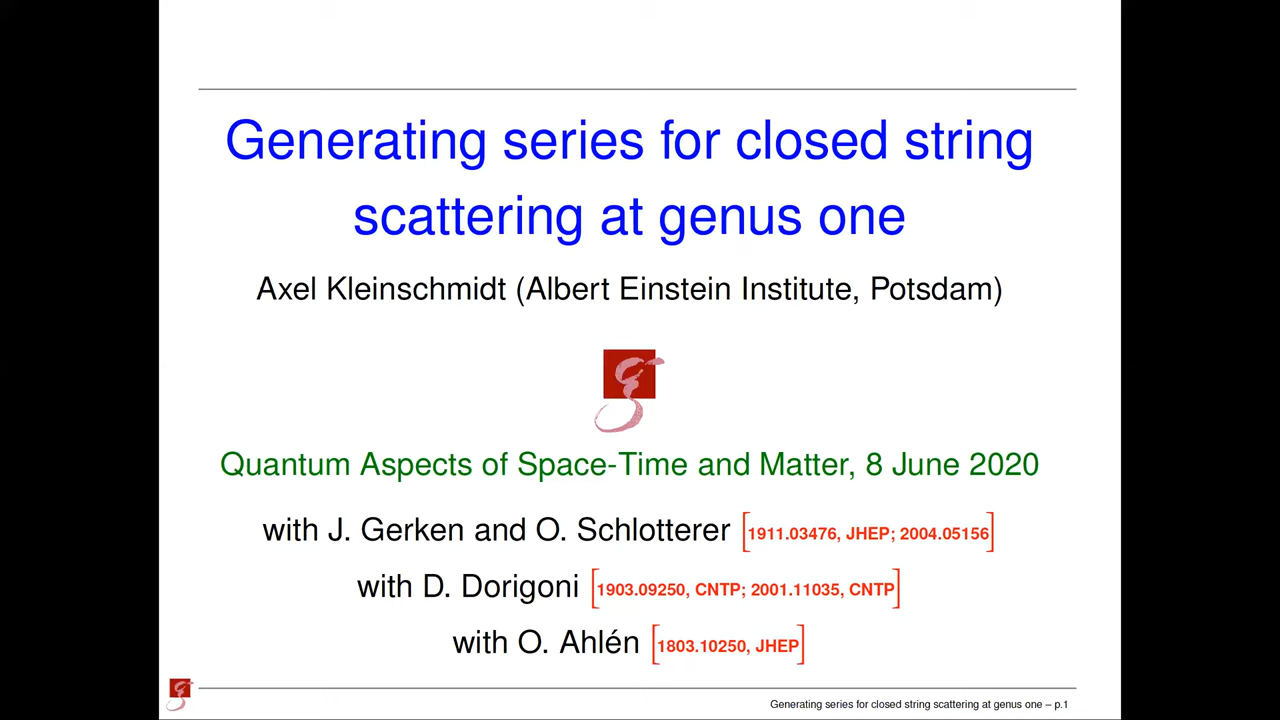 Generating series for closed string
scattering at genus one
Axel Kleinschmidt (Albert Einstein Institute, Potsdam)
Quantum Aspects of Space-Time and Matter, 8 June 2020
with J. Gerken and O. Schlotterer [1911.03476, JHEP; 2004.05156]
with D. Dorigoni [1903.09250, CNTP; 2001.11035, CNTP]
with O. Ahlén [1803.10250, JHEP]
Generating series for closed string scattering at genus one – p.1